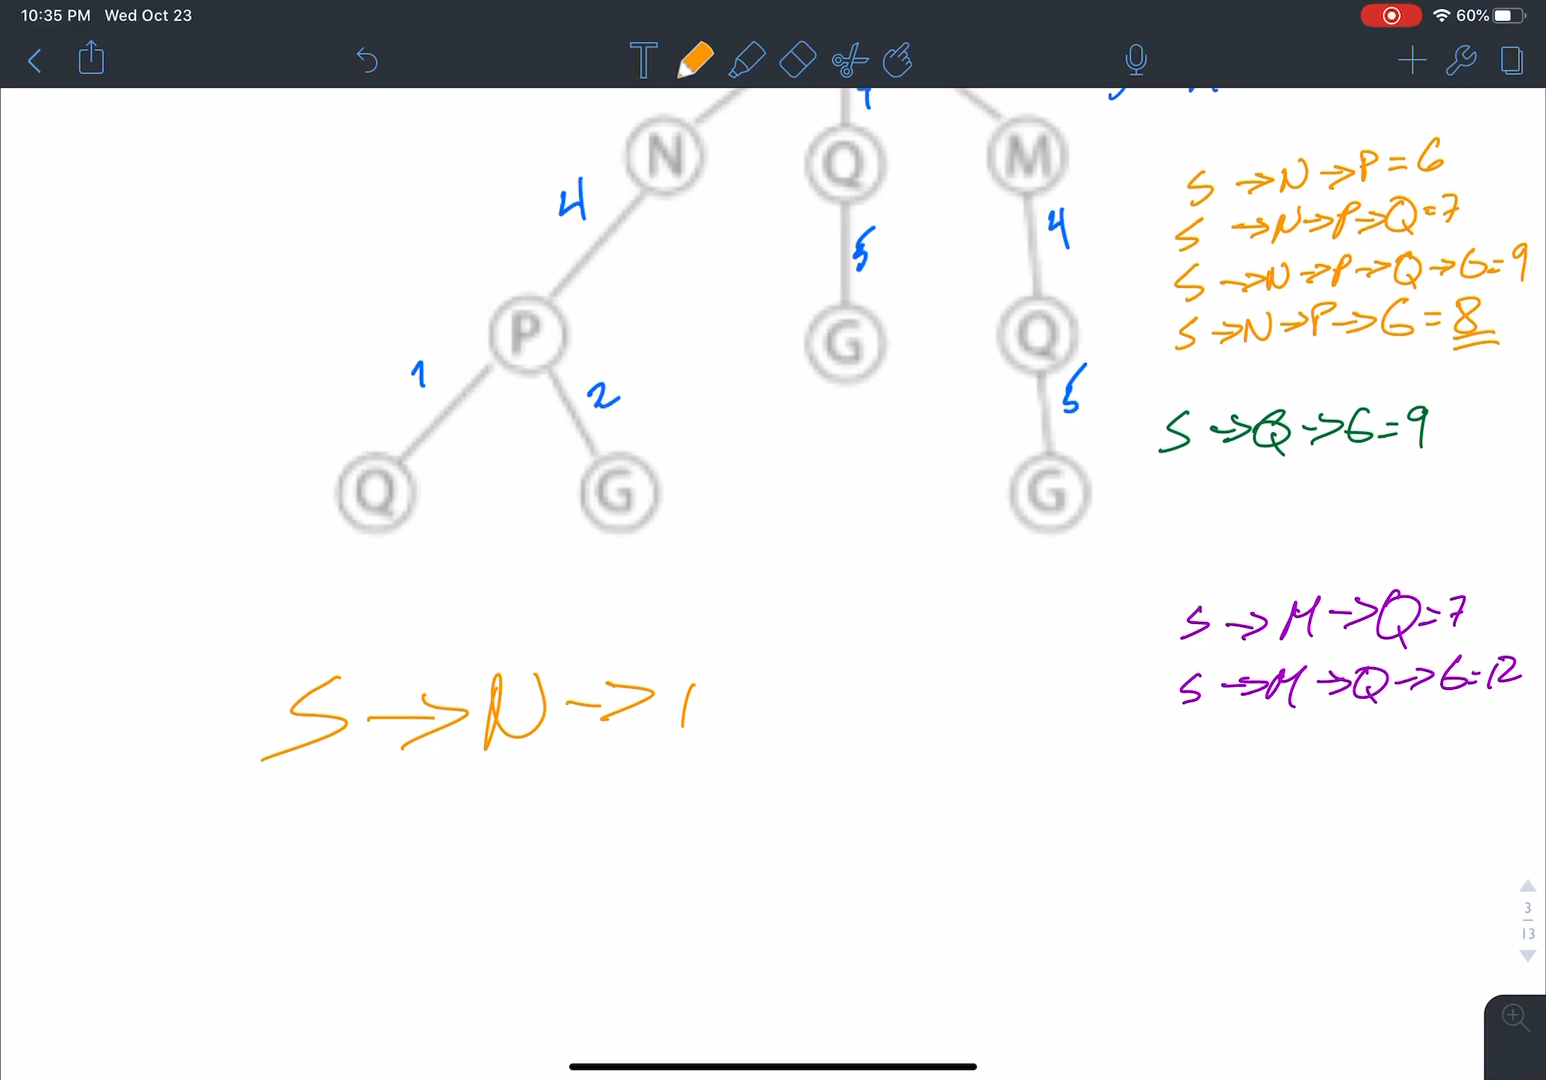 10:35 PM Wed Oct 23
60%
T
N
Q
M
4
5
4
P
Q
G
1
2
5
Q
G
G
S → N → P = 6
S → N → P → Q = 7
S → N → P → Q → G = 9
S → N → P → G = 8
S → Q → G = 9
S → M → Q = 7
S → M → Q → G = 12
S → N →
3
13